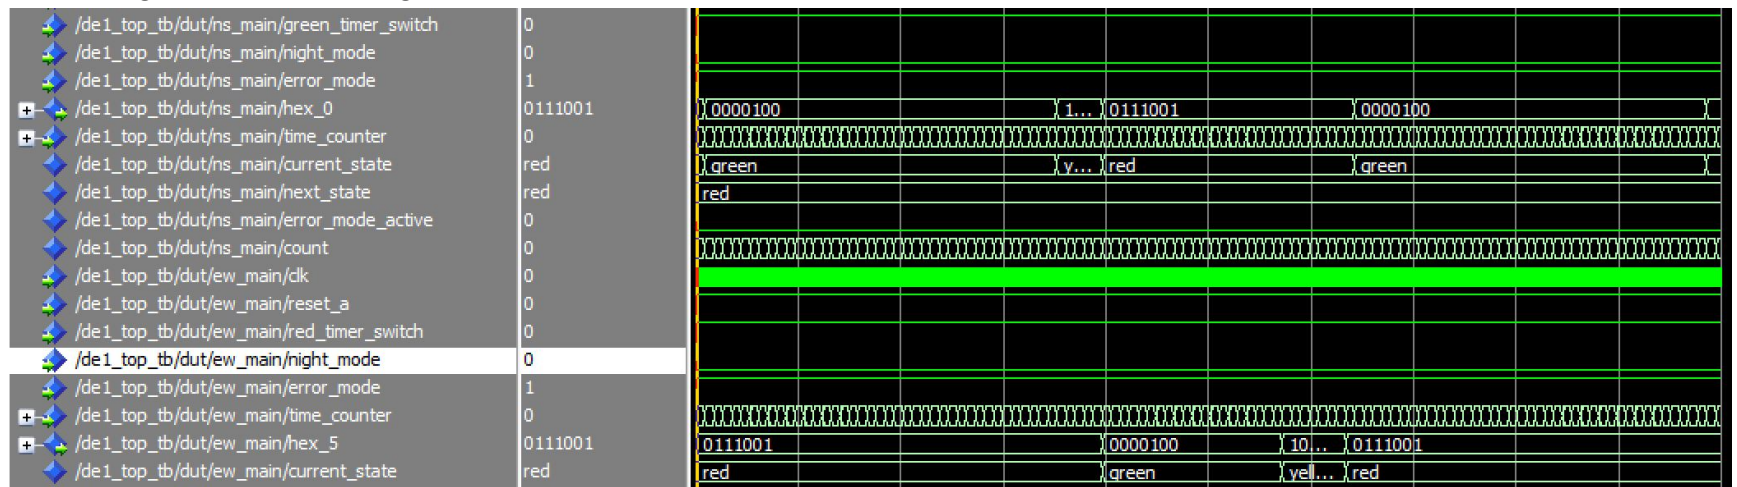 /de1_top_tb/dut/ns_main/green_timer_switch 0
/de1_top_tb/dut/ns_main/night_mode 0
/de1_top_tb/dut/ns_main/error_mode 1
/de1_top_tb/dut/ns_main/hex_0 0111001 0000100 1... 0111001 0000100
/de1_top_tb/dut/ns_main/time_counter 0
/de1_top_tb/dut/ns_main/current_state red green y... red green
/de1_top_tb/dut/ns_main/next_state red red
/de1_top_tb/dut/ns_main/error_mode_active 0
/de1_top_tb/dut/ns_main/count 0
/de1_top_tb/dut/ew_main/clk 0
/de1_top_tb/dut/ew_main/reset_a 0
/de1_top_tb/dut/ew_main/red_timer_switch 0
/de1_top_tb/dut/ew_main/night_mode 0
/de1_top_tb/dut/ew_main/error_mode 1
/de1_top_tb/dut/ew_main/time_counter 0
/de1_top_tb/dut/ew_main/hex_5 0111001 0111001 0000100 10... 0111001
/de1_top_tb/dut/ew_main/current_state red red green yell... red